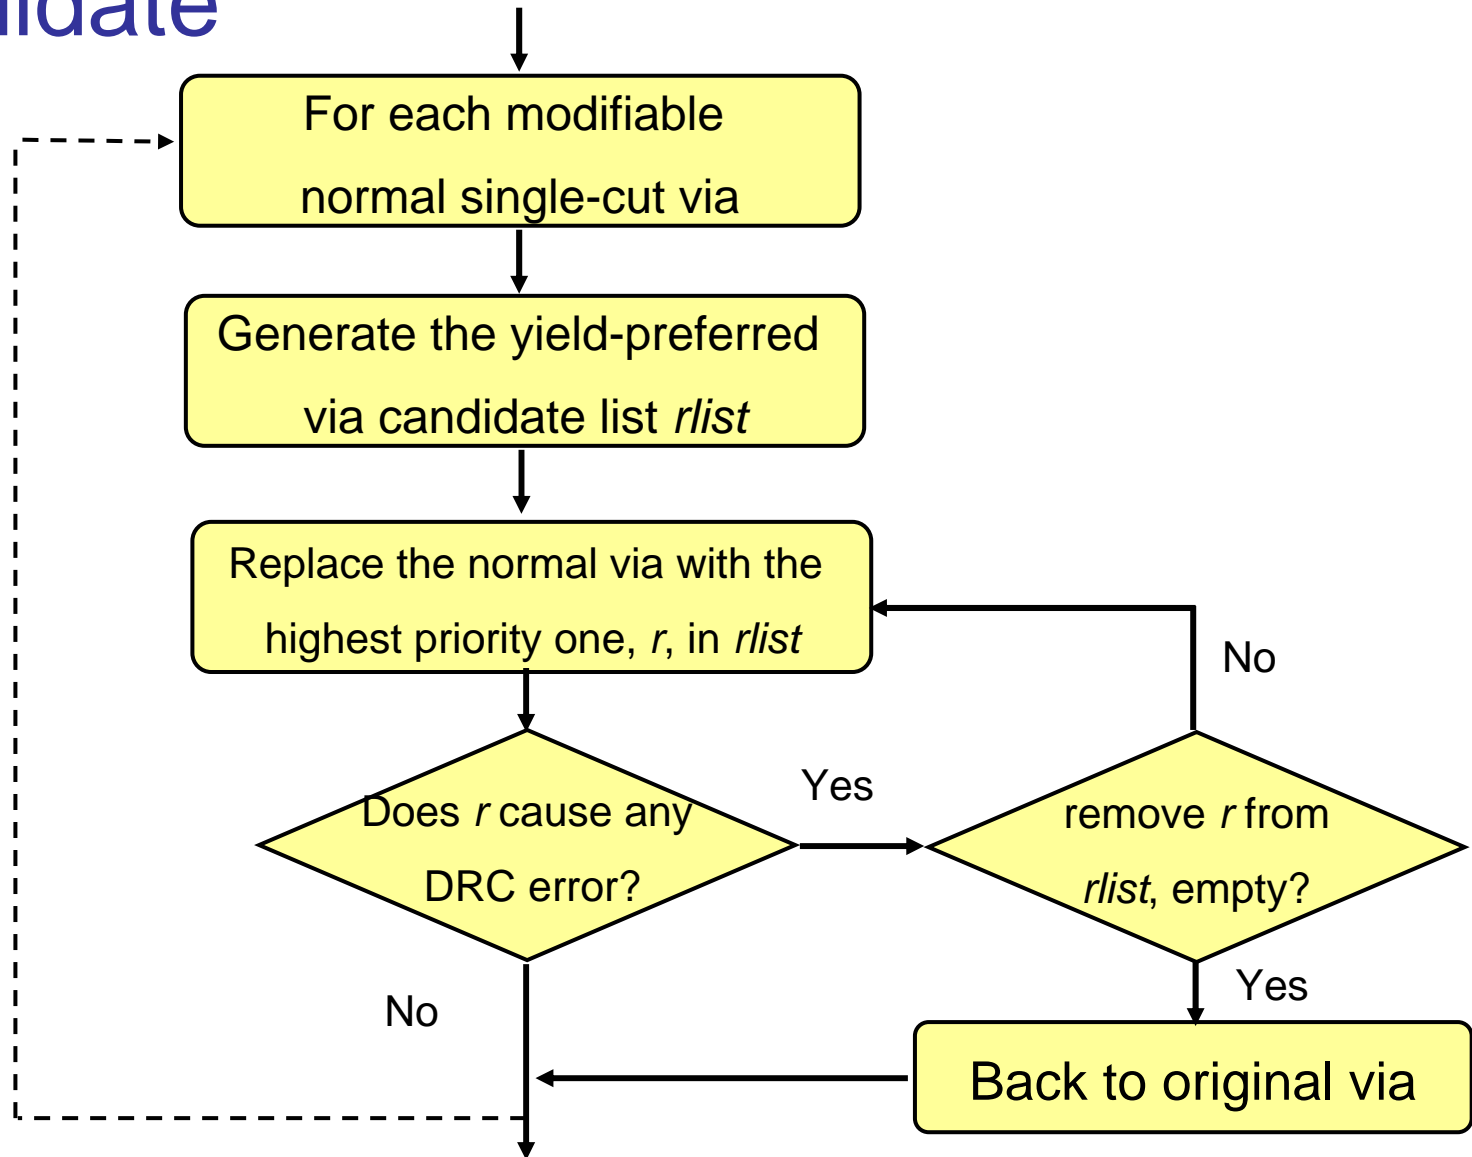 For each modifiable
normal single-cut via
Generate the yield-preferred
via candidate list rlist
Replace the normal via with the
highest priority one, r, in rlist
No
Does r cause any
DRC error?
Yes
remove r from
rlist, empty?
No
Yes
Back to original via